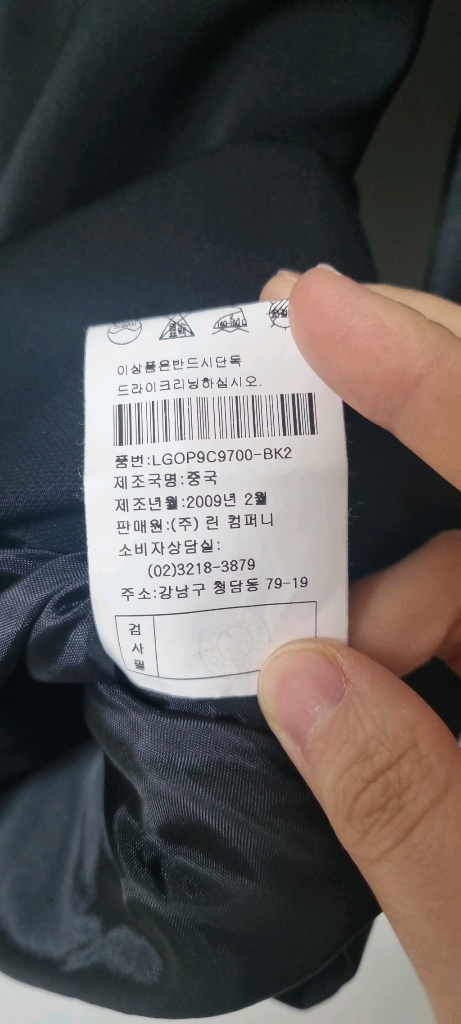 이상품은반드시단독
드라이크리닝하십시오.
품번:LGOP9C9700-BK2
제조국명:중국
제조년월:2009년 2월
판매원:(주) 린 컴퍼니
소비자상담실:
(02)3218-3879
주소:강남구 청담동 79-19
검
사
필